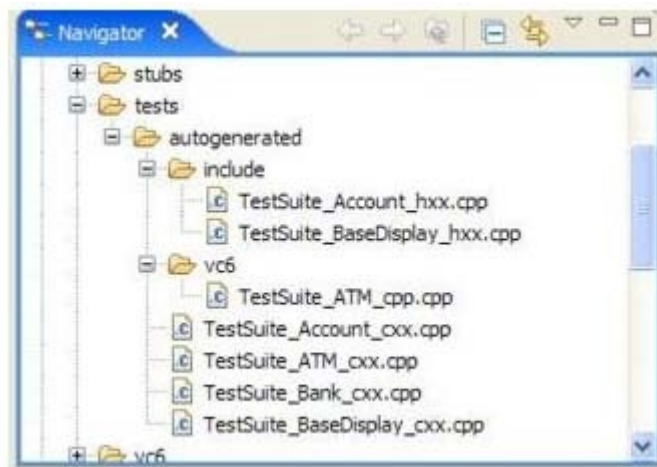 Navigator
stubs
tests
autogenerated
include
TestSuite_Account_hxx.cpp
TestSuite_BaseDisplay_hxx.cpp
vc6
TestSuite_ATM_cpp.cpp
TestSuite_Account_cxx.cpp
TestSuite_ATM_cxx.cpp
TestSuite_Bank_cxx.cpp
TestSuite_BaseDisplay_cxx.cpp
vc6